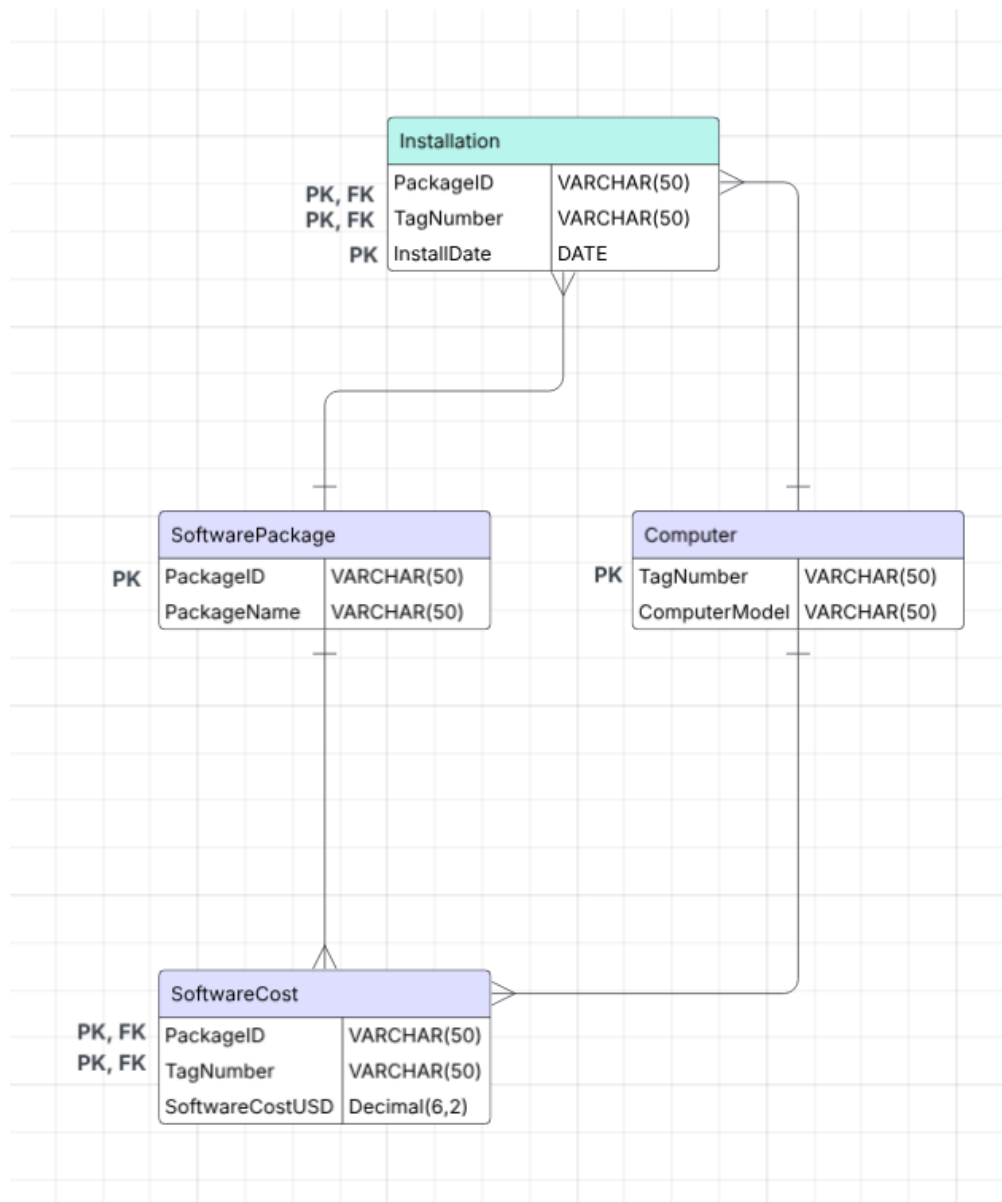 Installation
PK, FK PackageID VARCHAR(50)
PK, FK TagNumber VARCHAR(50)
PK InstallDate DATE
SoftwarePackage
PK PackageID VARCHAR(50)
PackageName VARCHAR(50)
Computer
PK TagNumber VARCHAR(50)
ComputerModel VARCHAR(50)
SoftwareCost
PK, FK PackageID VARCHAR(50)
PK, FK TagNumber VARCHAR(50)
SoftwareCostUSD Decimal(6,2)